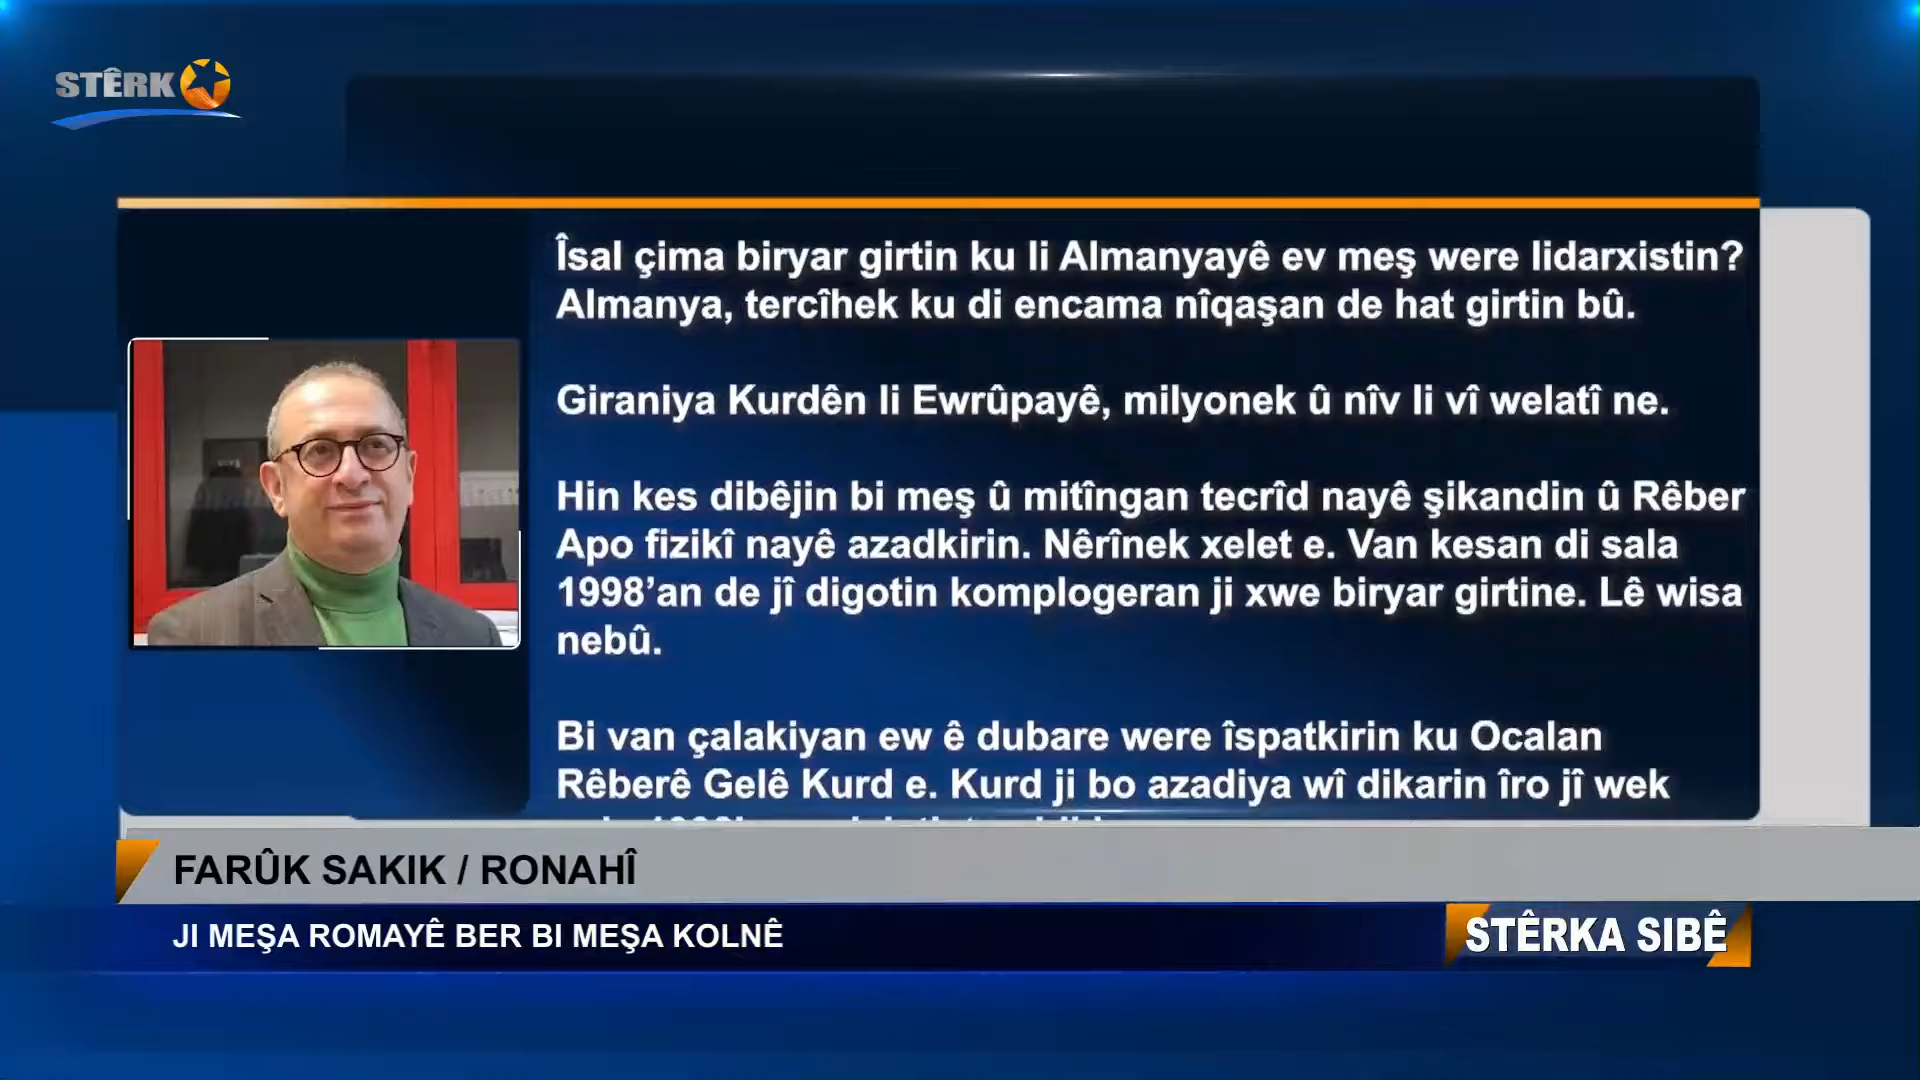 STÊRK
Îsal çima biryar girtin ku li Almanyayê ev meş were lidarxistin?
Almanya, tercîhek ku di encama nîqaşan de hat girtin bû.
Giraniya Kurdên li Ewrûpayê, milyonek û nîv li vî welatî ne.
Hin kes dibêjin bi meş û mitîngan tecrîd nayê şikandin û Rêber
Apo fizikî nayê azadkirin. Nêrînek xelet e. Van kesan di sala
1998’an de jî digotin komplogeran ji xwe biryar girtine. Lê wisa
nebû.
Bi van çalakiyan ew ê dubare were îspatkirin ku Ocalan
Rêberê Gelê Kurd e. Kurd ji bo azadiya wî dikarin îro jî wek
FARÛK SAKIK / RONAHÎ
JI MEŞA ROMAYÊ BER BI MEŞA KOLNÊ
STÊRKA SIBÊ